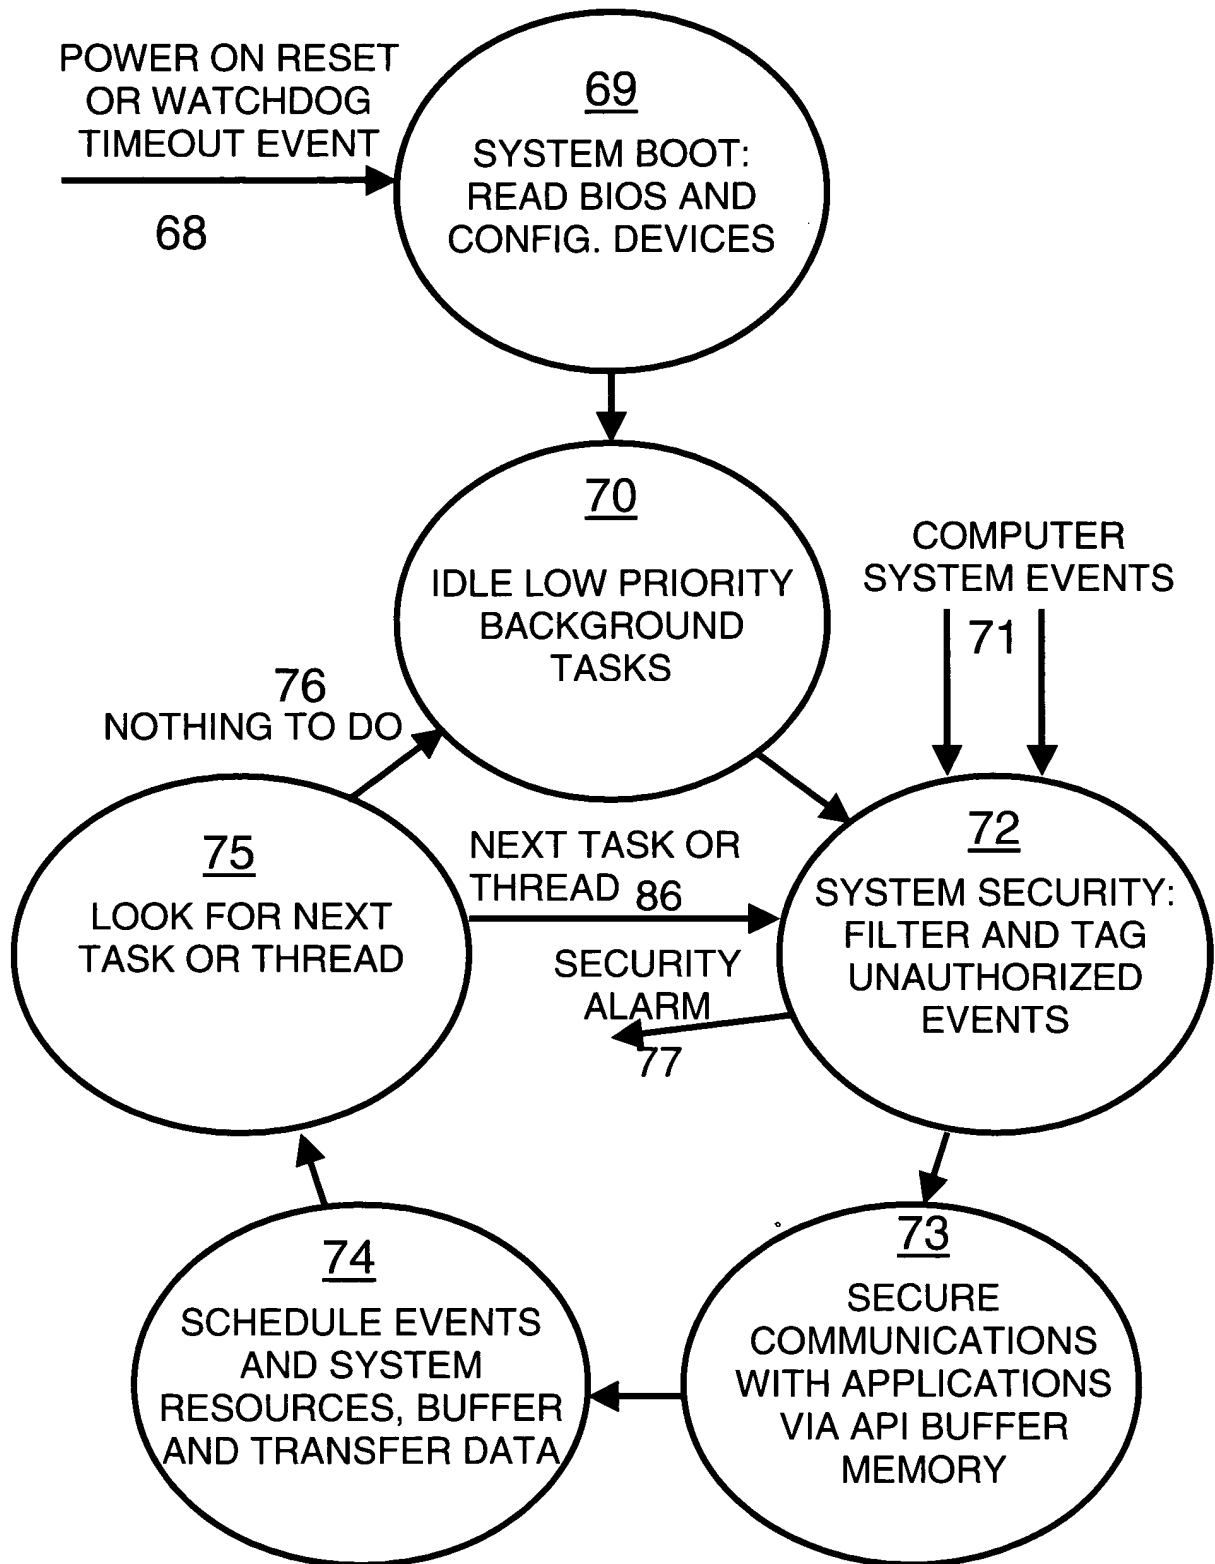 POWER ON RESET
OR WATCHDOG
TIMEOUT EVENT
68
69
SYSTEM BOOT:
READ BIOS AND
CONFIG. DEVICES
70
IDLE LOW PRIORITY
BACKGROUND
TASKS
COMPUTER
SYSTEM EVENTS
71
76
NOTHING TO DO
75
LOOK FOR NEXT
TASK OR THREAD
NEXT TASK OR
THREAD 86
SECURITY
ALARM
77
72
SYSTEM SECURITY:
FILTER AND TAG
UNAUTHORIZED
EVENTS
74
SCHEDULE EVENTS
AND SYSTEM
RESOURCES, BUFFER
AND TRANSFER DATA
73
SECURE
COMMUNICATIONS
WITH APPLICATIONS
VIA API BUFFER
MEMORY